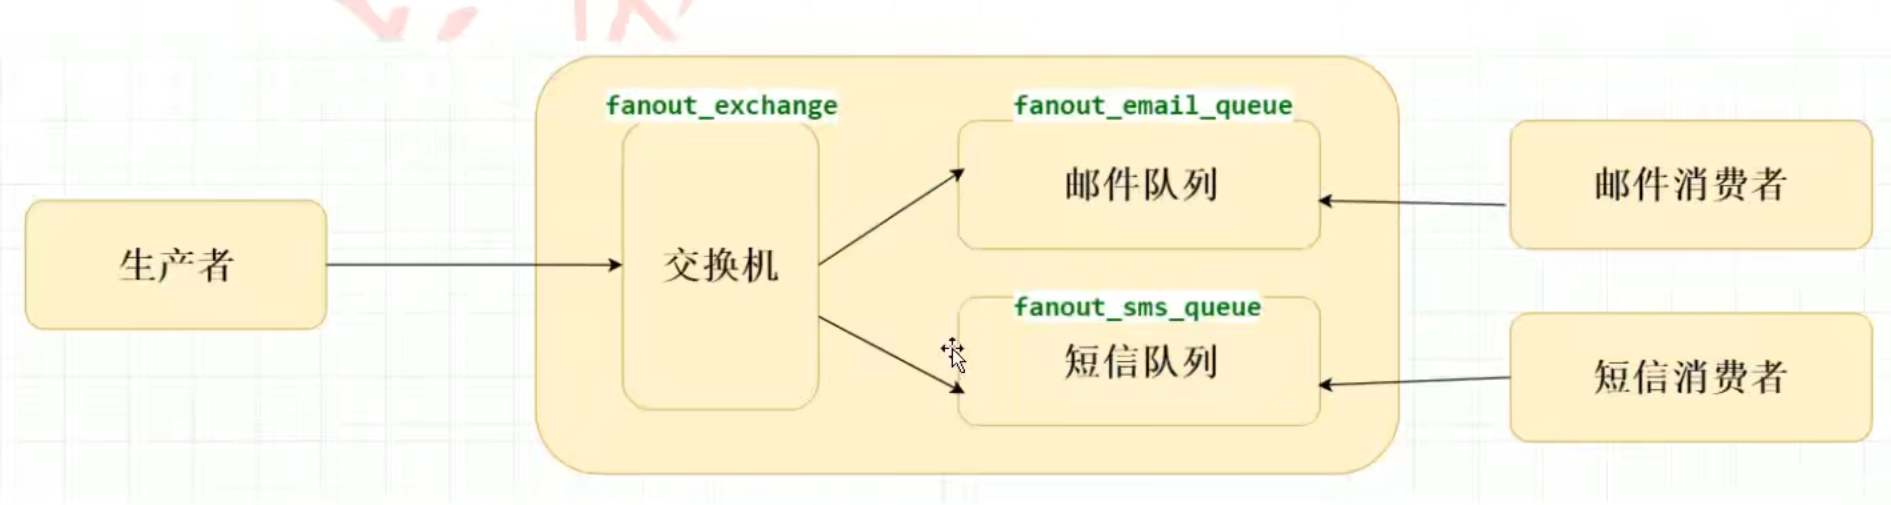 fanout_exchange
fanout_email_queue
邮件队列
邮件消费者
生产者
交换机
fanout_sms_queue
短信队列
短信消费者